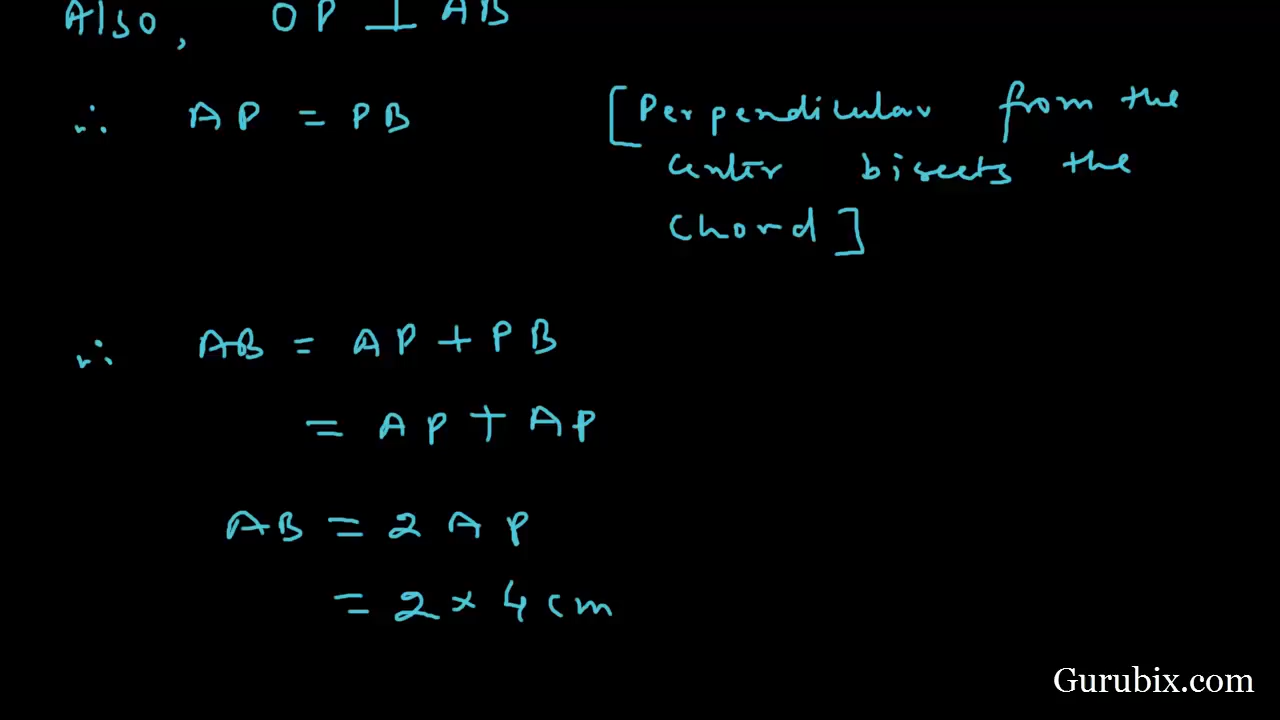 Also, OP ⊥ AB
∴ AP = PB [Perpendicular from the
center bisects the
chord]
∴ AB = AP + PB
= AP + AP
AB = 2 AP
= 2 × 4 cm
Gurubix.com